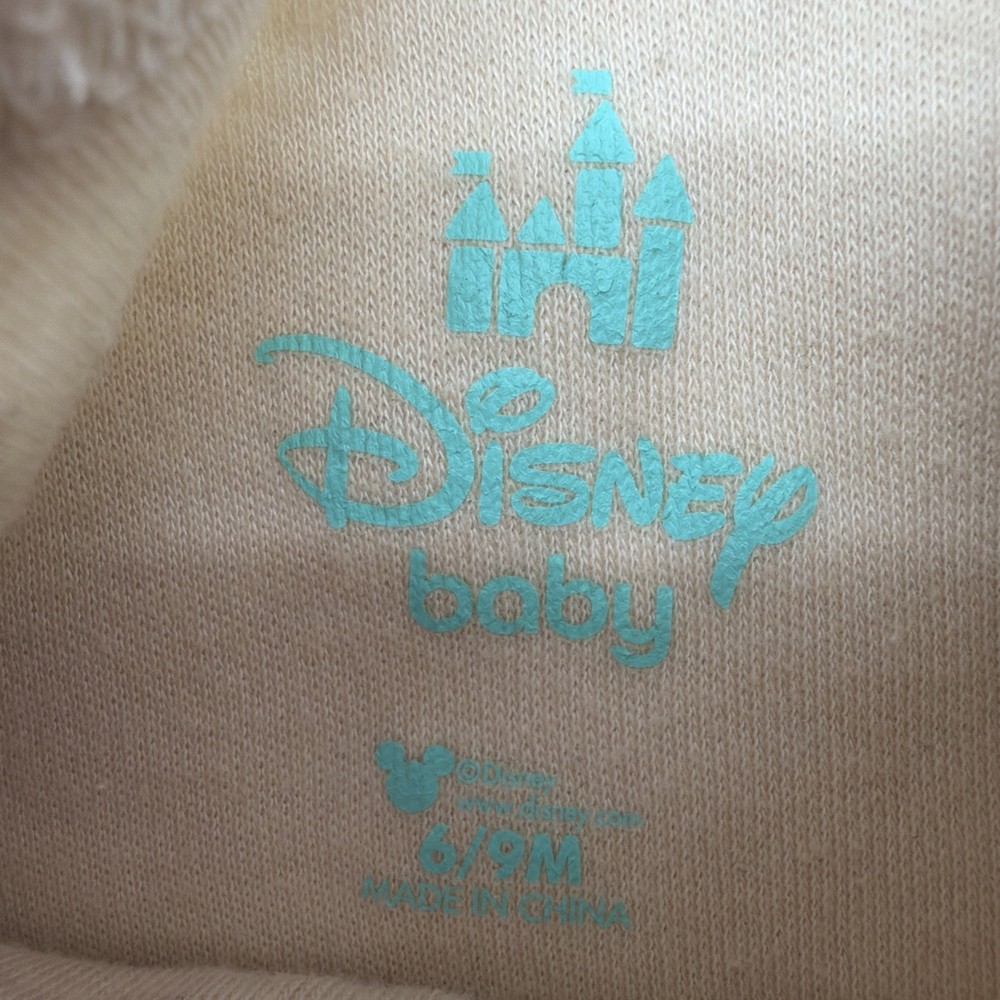 Disney
baby
©Disney
www.disney.com
6/9M
MADE IN CHINA